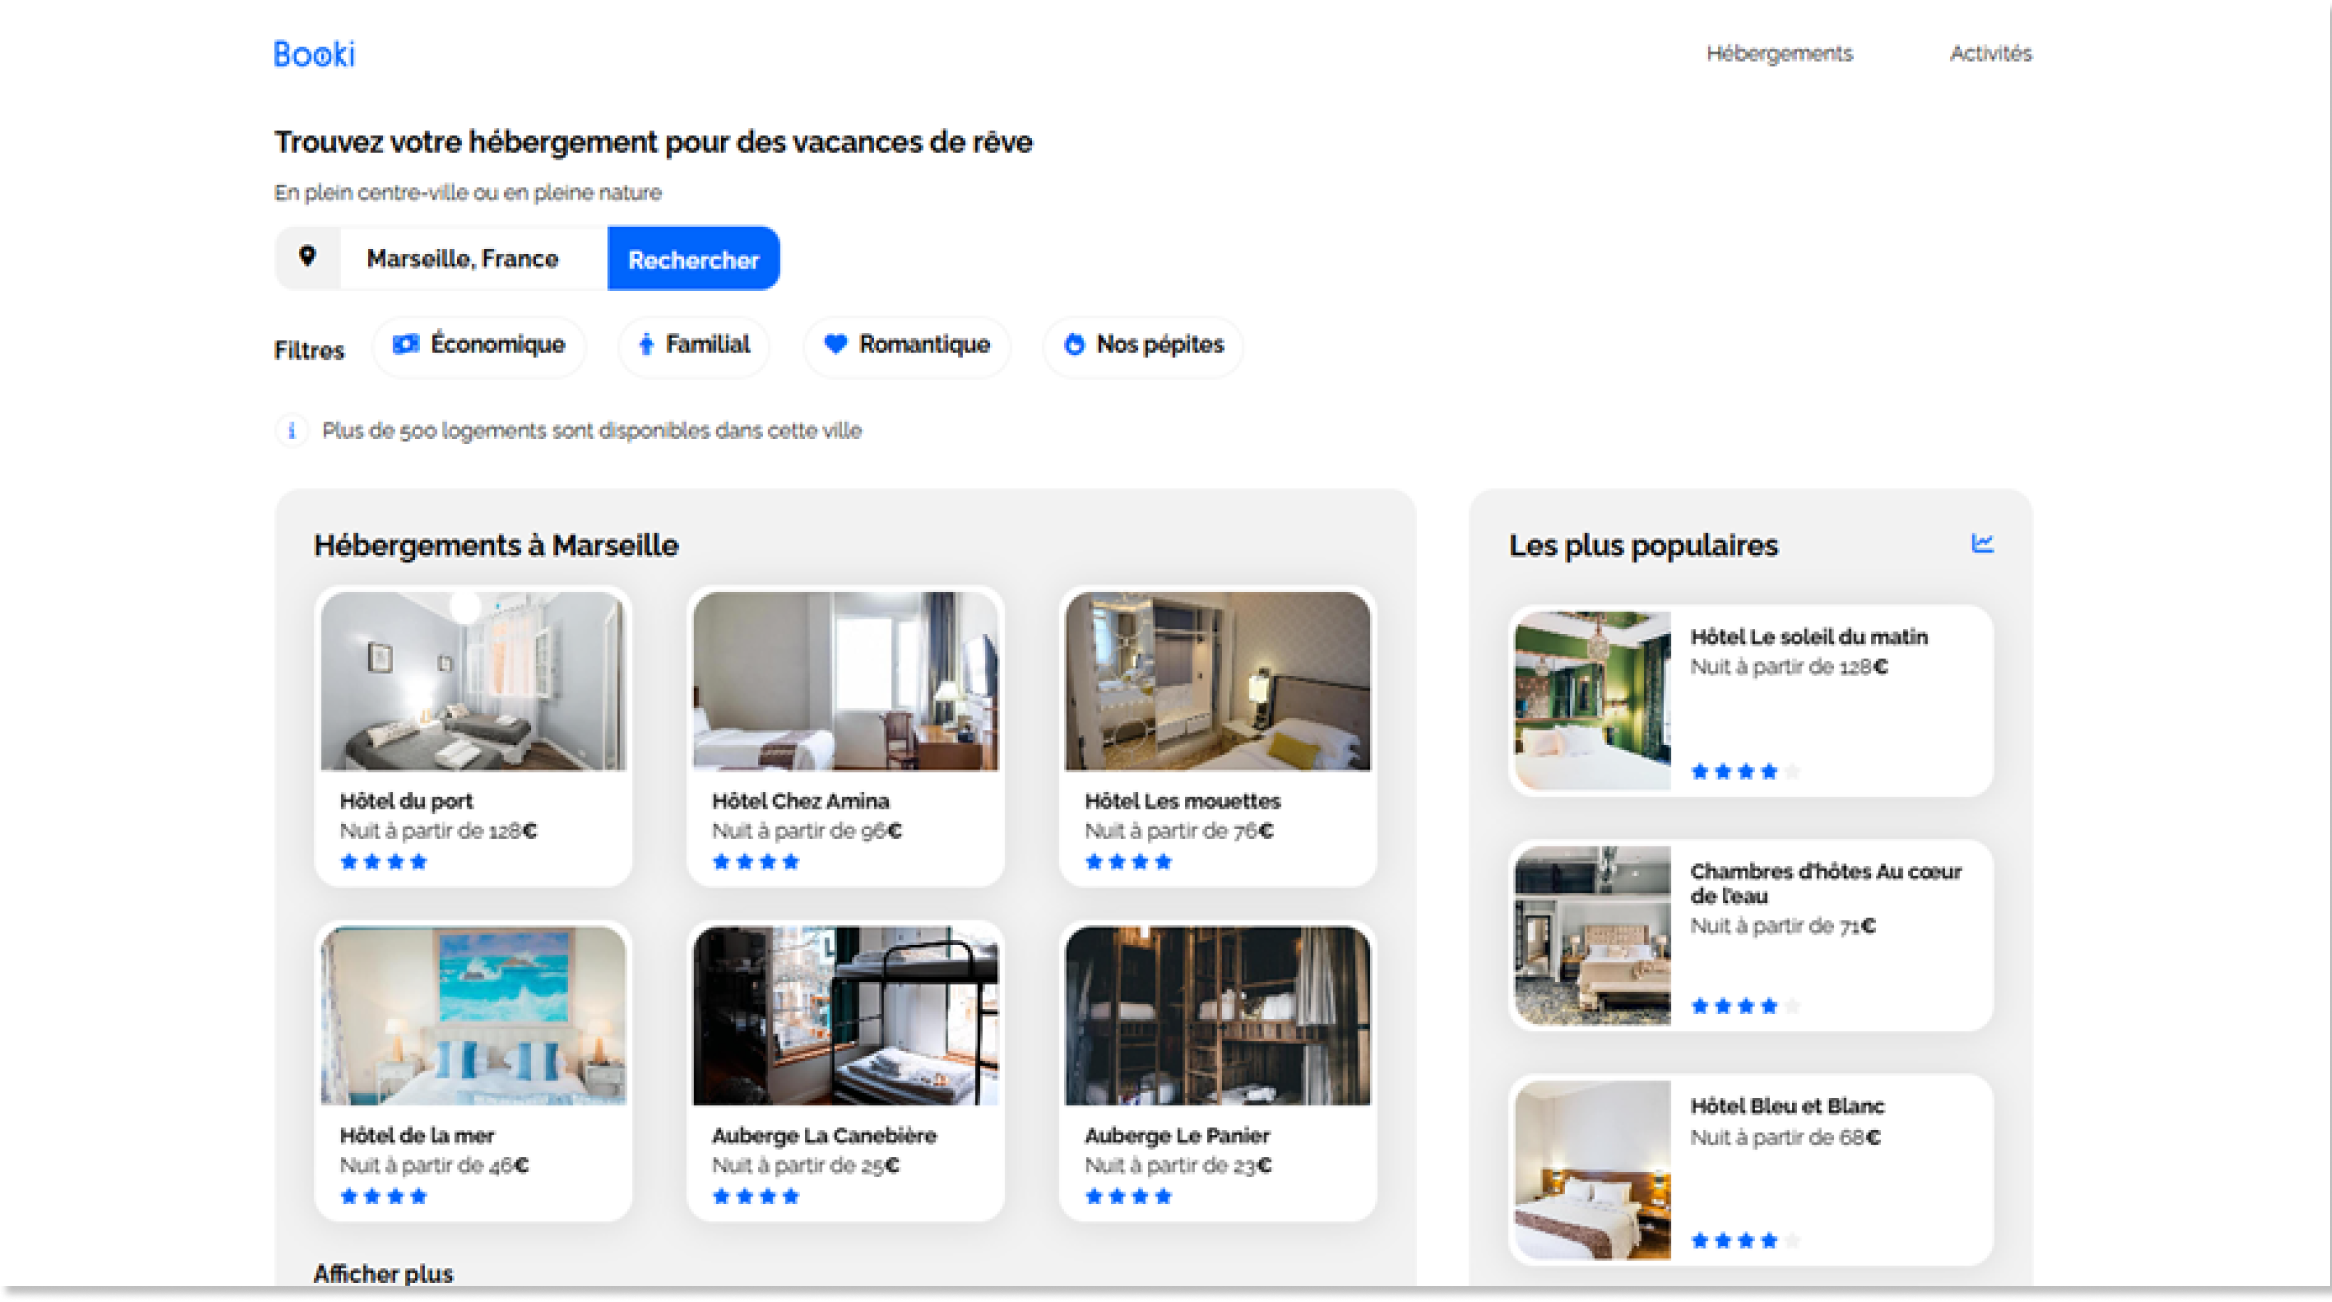 Booki
Hébergements
Activités
Trouvez votre hébergement pour des vacances de rêve
En plein centre-ville ou en pleine nature
Marseille, France
Rechercher
Filtres
Économique
Familial
Romantique
Nos pépites
Plus de 500 logements sont disponibles dans cette ville
Hébergements à Marseille
Hôtel du port
Nuit à partir de 128€
Hôtel Chez Amina
Nuit à partir de 96€
Hôtel Les mouettes
Nuit à partir de 76€
Hôtel de la mer
Nuit à partir de 46€
Auberge La Canebière
Nuit à partir de 25€
Auberge Le Panier
Nuit à partir de 23€
Afficher plus
Les plus populaires
Hôtel Le soleil du matin
Nuit à partir de 128€
Chambres d'hôtes Au cœur
de l'eau
Nuit à partir de 71€
Hôtel Bleu et Blanc
Nuit à partir de 68€